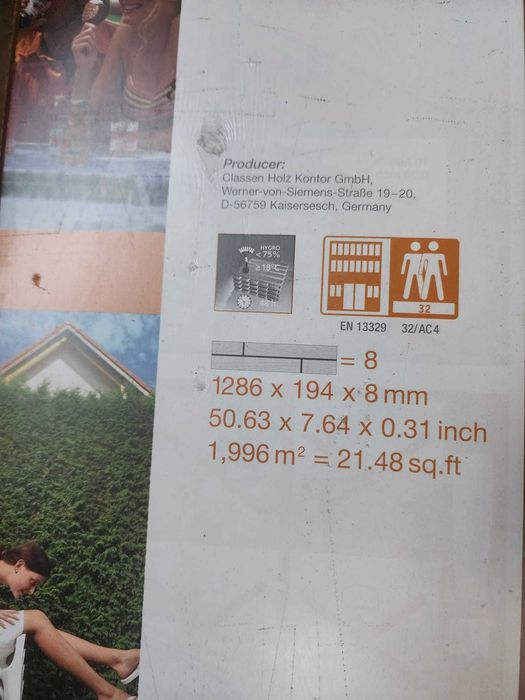 Producer:
Classen Holz Kontor GmbH,
Werner-von-Siemens-Straße 19–20,
D-56759 Kaisersesch, Germany
HYGRO
<75%
≥18°C
48 h
32
EN 13329 32/AC4
= 8
1286 x 194 x 8 mm
50.63 x 7.64 x 0.31 inch
1,996 m² = 21.48 sq.ft